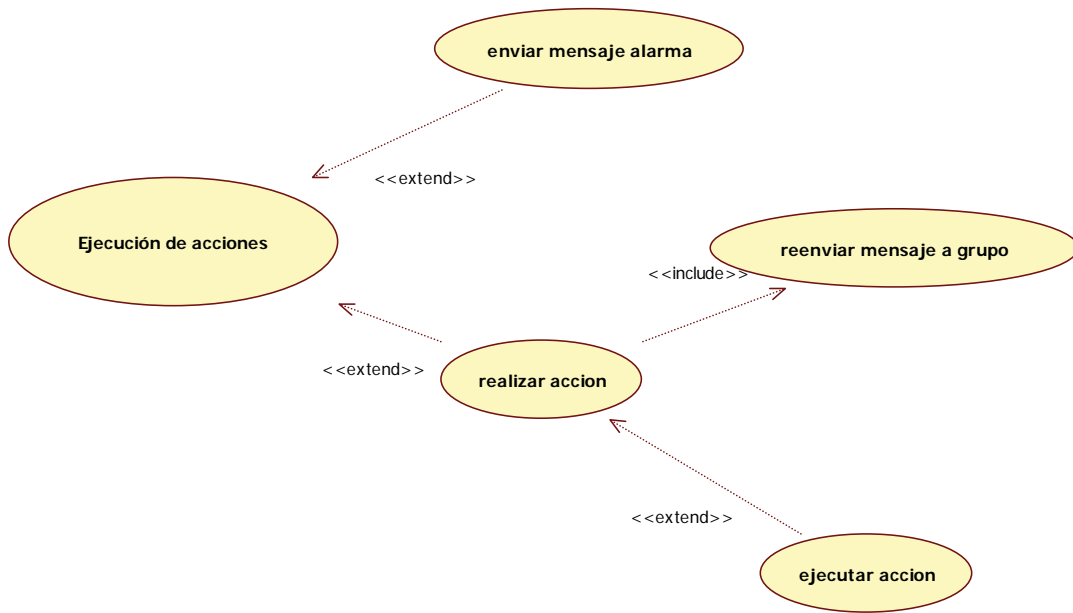 enviar mensaje alarma
<<extend>>
Ejecución de acciones
reenviar mensaje a grupo
<<include>>
<<extend>>
realizar accion
<<extend>>
ejecutar accion